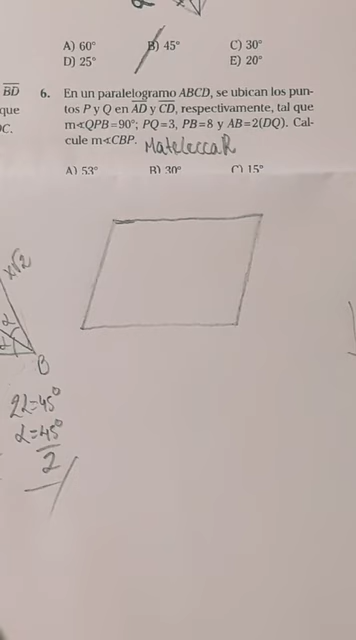 A) 60° B) 45° C) 30°
D) 25° E) 20°
BD
que
C.
6. En un paralelogramo ABCD, se ubican los pun-
tos P y Q en AD y CD, respectivamente, tal que
m∢QPB=90°; PQ=3, PB=8 y AB=2(DQ). Cal-
cule m∢CBP.
MateleccaR
A) 53° B) 30° C) 15°
x√2
α
B
2α=45°
α=45°
2